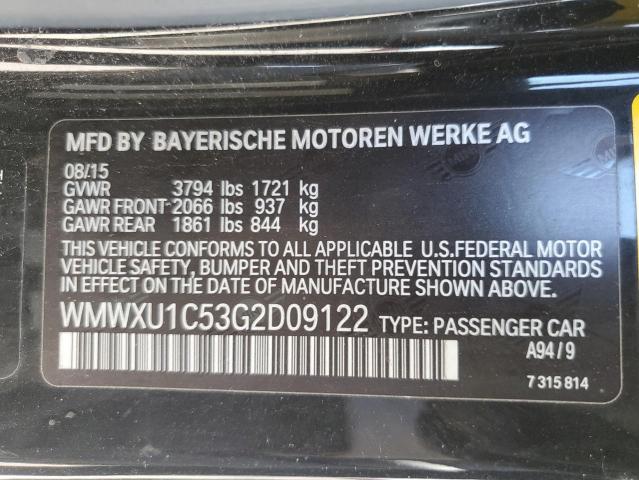 MFD BY BAYERISCHE MOTOREN WERKE AG
08/15
GVWR 3794 lbs 1721 kg
GAWR FRONT-2066 lbs 937 kg
GAWR REAR 1861 lbs 844 kg
THIS VEHICLE CONFORMS TO ALL APPLICABLE U.S.FEDERAL MOTOR
VEHICLE SAFETY, BUMPER AND THEFT PREVENTION STANDARDS
IN EFFECT ON THE DATE OF MANUFACTURE SHOWN ABOVE.
WMWXU1C53G2D09122 TYPE: PASSENGER CAR
A94/9
7 315 814